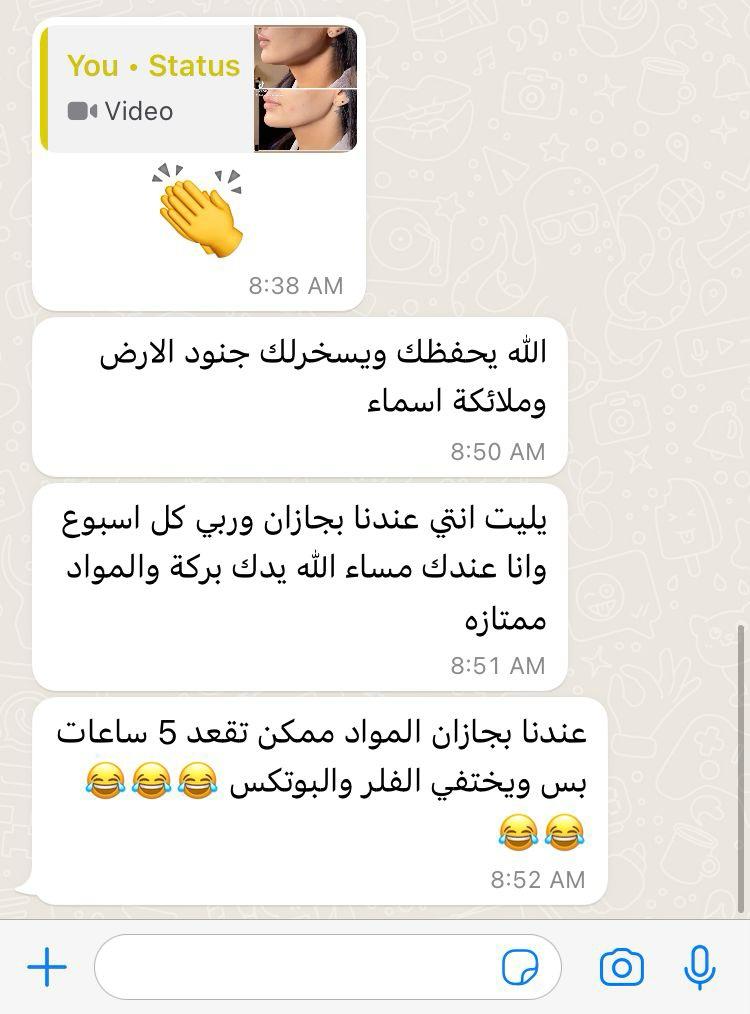 You • Status
Video
👏
8:38 AM
الله يحفظك ويسخرلك جنود الارض
وملائكة اسماء
8:50 AM
يليت انتي عندنا بجازان وربي كل اسبوع
وانا عندك مساء الله يدك بركة والمواد
ممتازه
8:51 AM
عندنا بجازان المواد ممكن تقعد 5 ساعات
بس ويختفي الفلر والبوتكس 😂😂😂
😂😂
8:52 AM